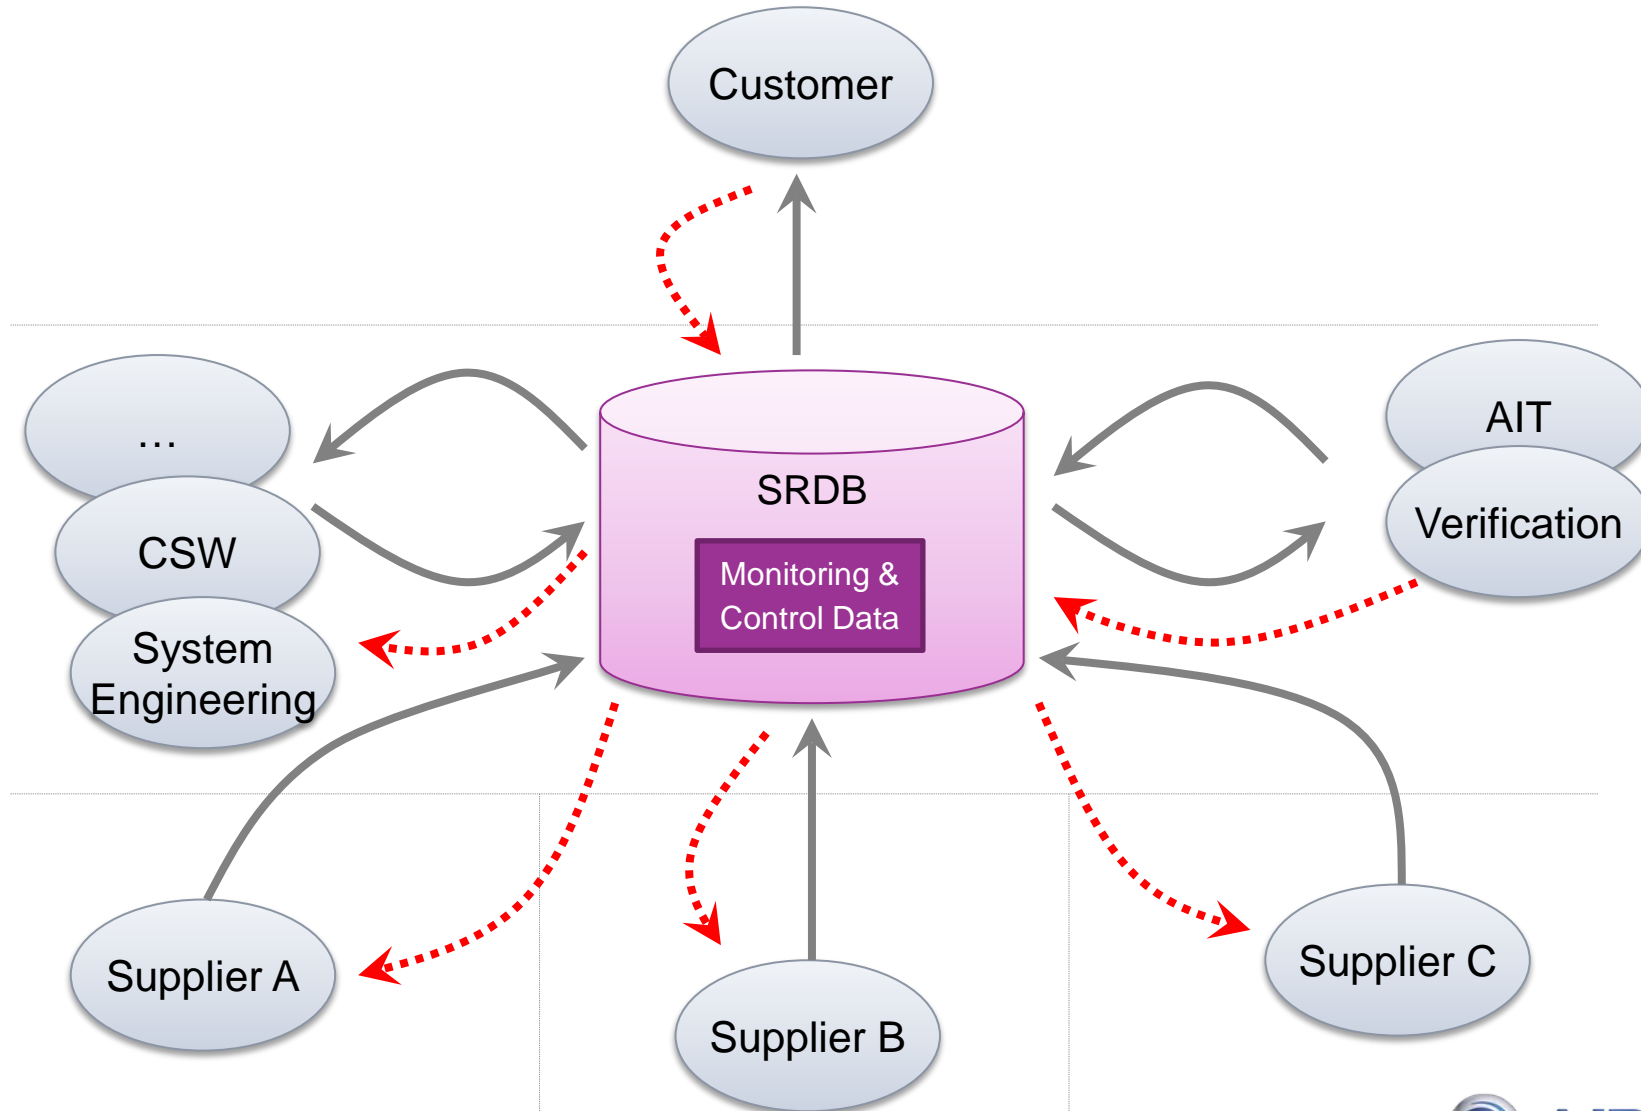 Customer
…
CSW
System
Engineering
SRDB
Monitoring &
Control Data
AIT
Verification
Supplier A
Supplier B
Supplier C